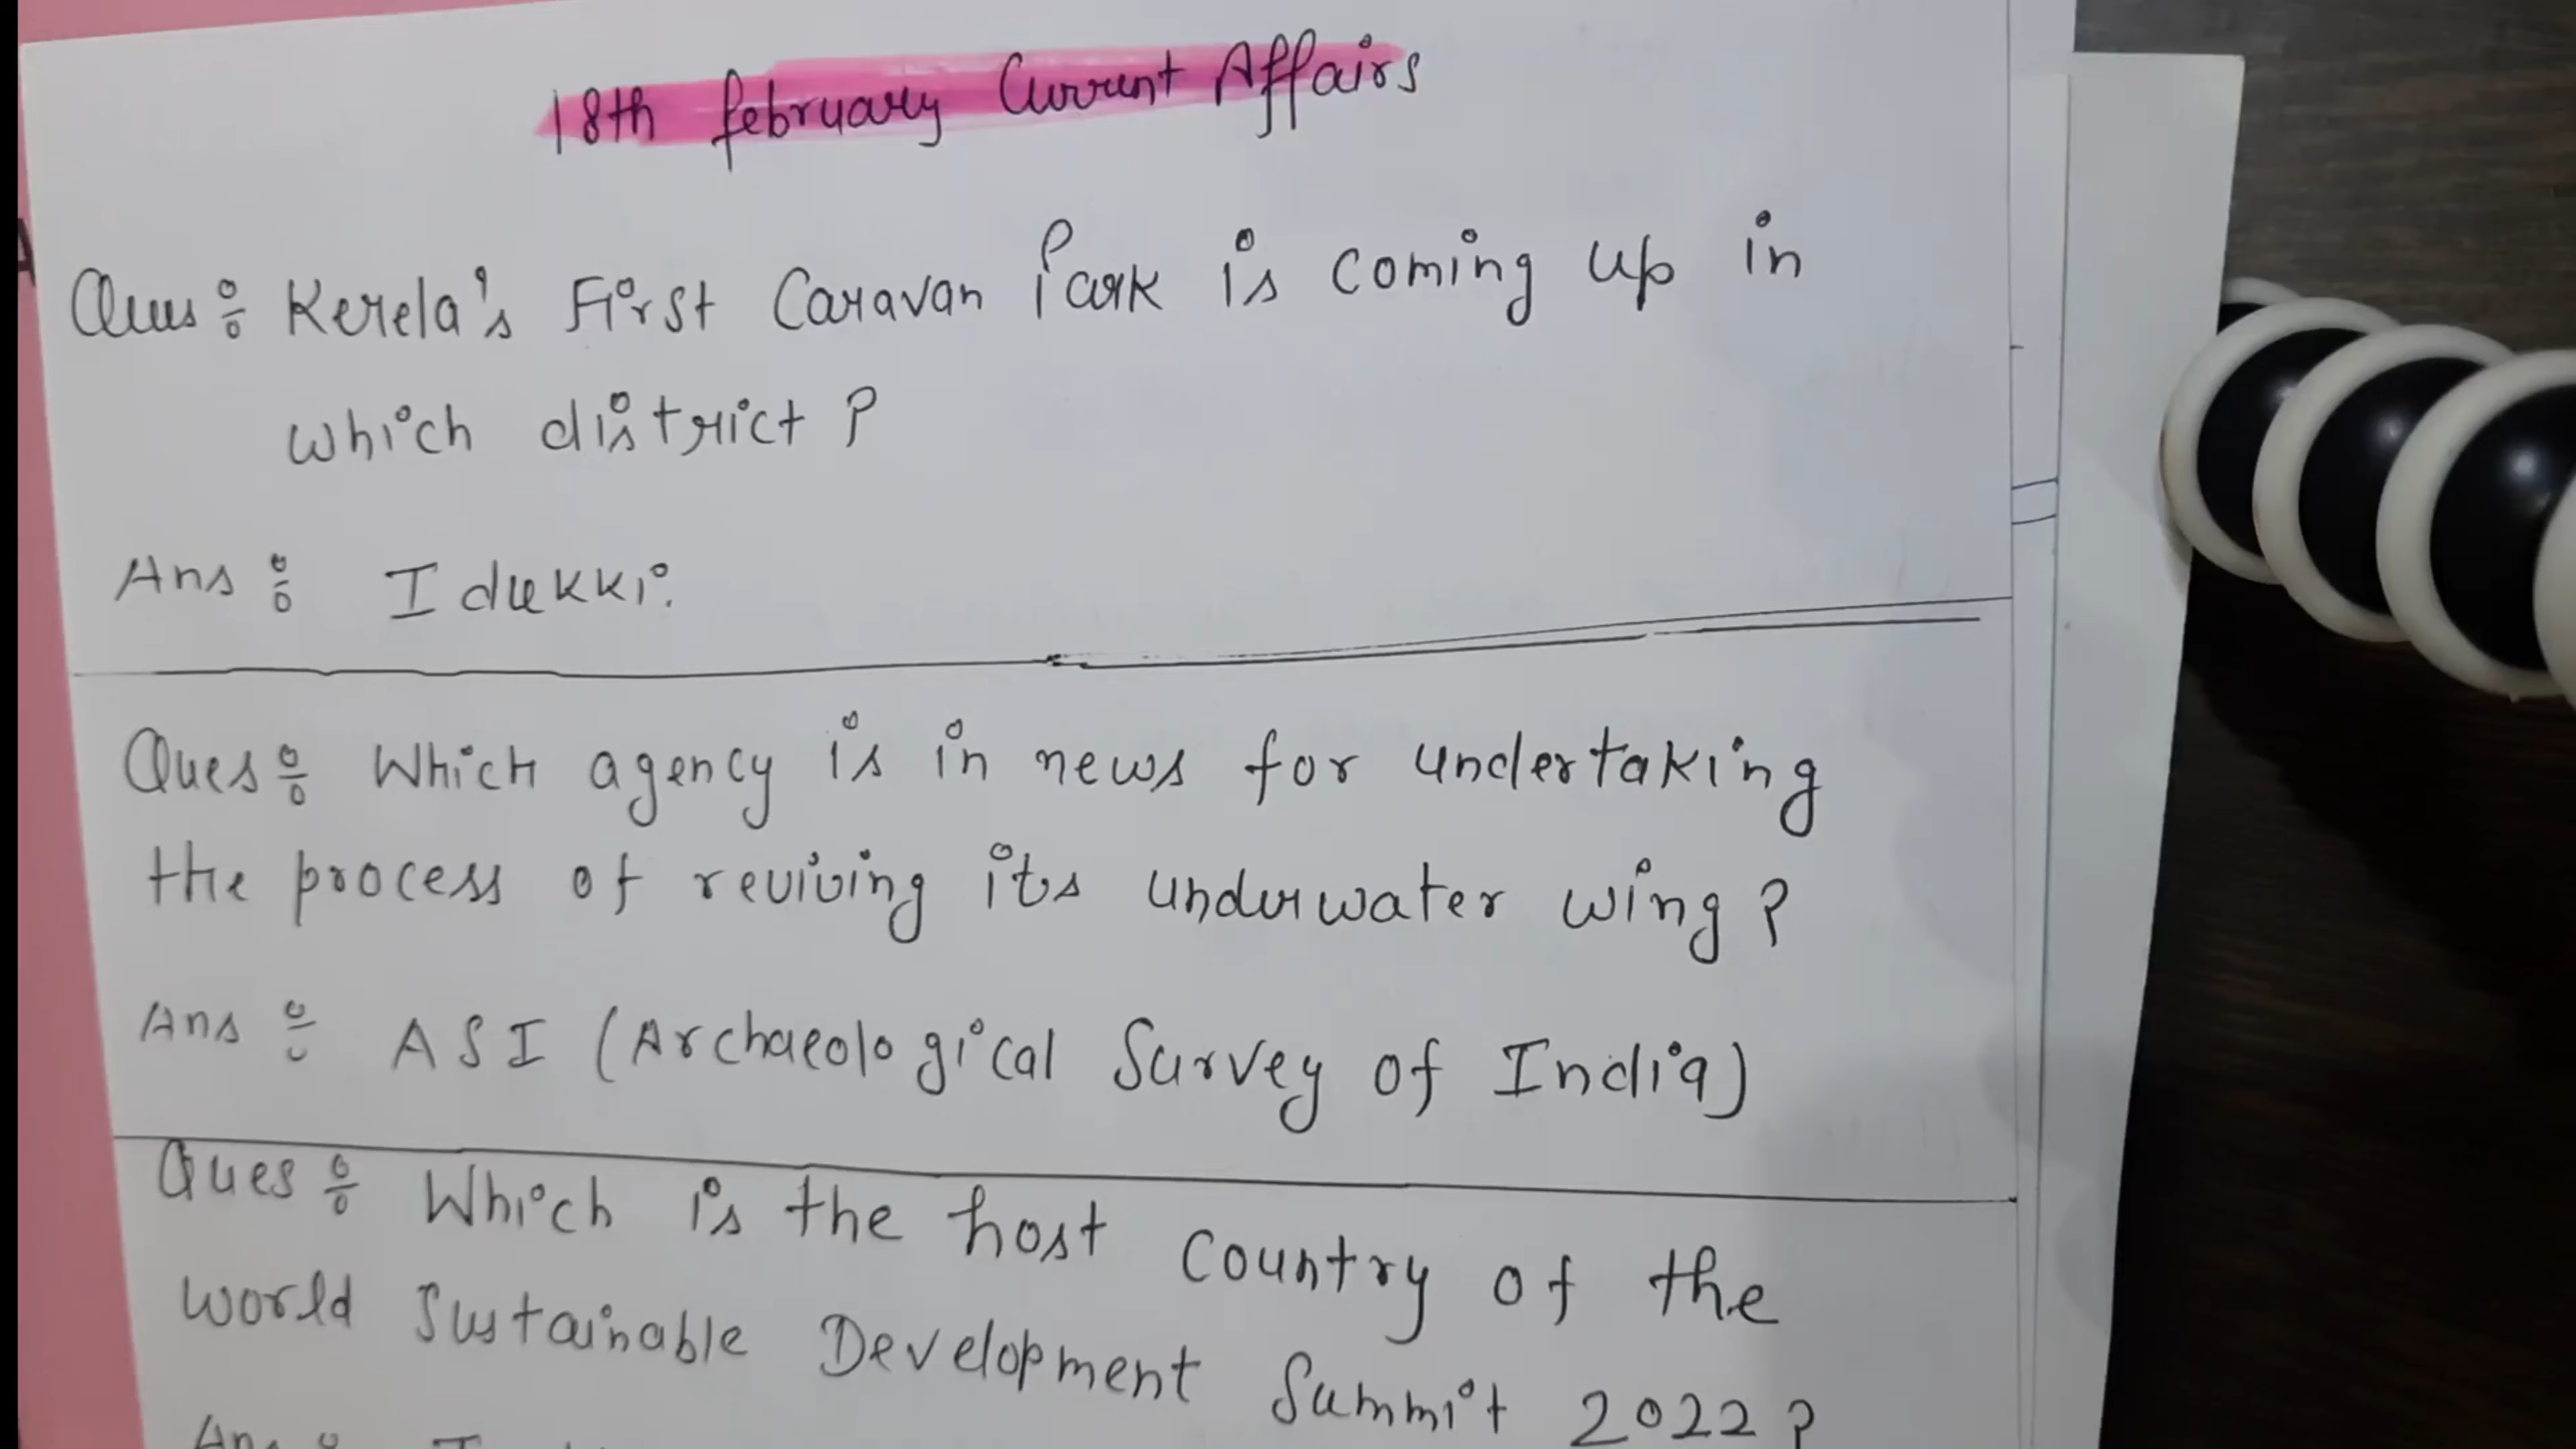 18th february Current Affairs
Ques: Kerela's First Caravan Park is coming up in
which district?
Ans: Idukki.
Ques: Which agency is in news for undertaking
the process of reviving its underwater wing?
Ans: ASI (Archaeological Survey of India)
Ques: Which is the host country of the
World Sustainable Development Summit 2022?